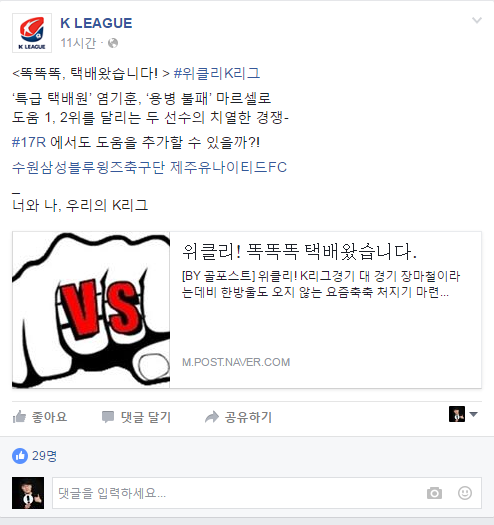 K LEAGUE
K LEAGUE
11시간 ·
<똑똑똑, 택배왔습니다! > #위클리K리그
‘특급 택배원’ 염기훈, ‘용병 불패’ 마르셀로
도움 1, 2위를 달리는 두 선수의 치열한 경쟁-
#17R 에서도 도움을 추가할 수 있을까?!
수원삼성블루윙즈축구단 제주유나이티드FC
_
너와 나, 우리의 K리그
VS
위클리! 똑똑똑 택배왔습니다.
[BY 골포스트] 위클리! K리그경기 대 경기 장마철이라
는데비 한방울도 오지 않는 요즘축축 처지기 마련...
M.POST.NAVER.COM
좋아요 댓글 달기 공유하기
29명
댓글을 입력하세요...